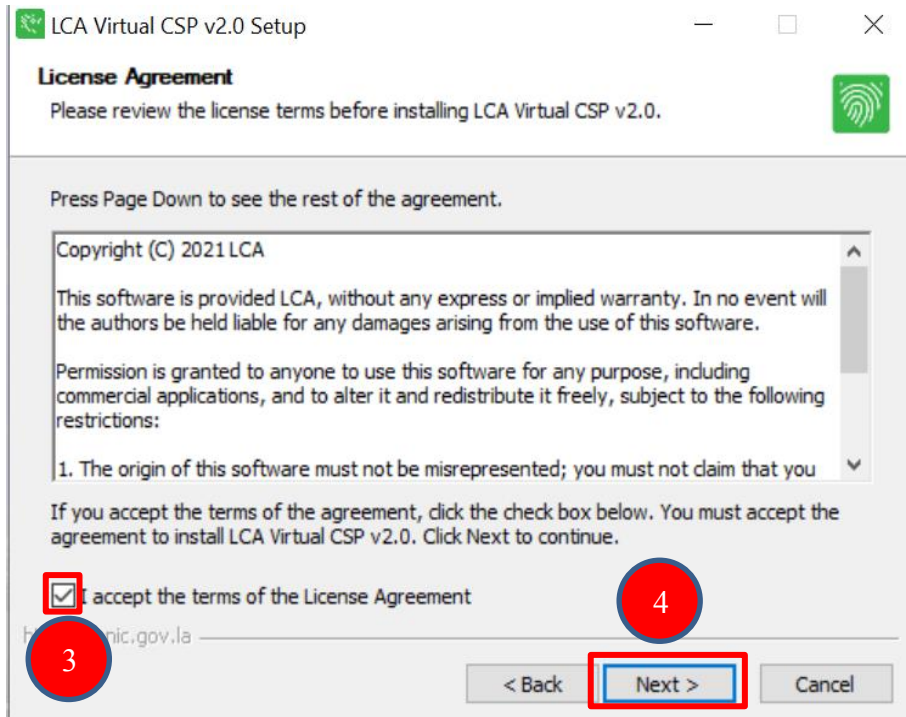 LCA Virtual CSP v2.0 Setup
License Agreement
Please review the license terms before installing LCA Virtual CSP v2.0.
Press Page Down to see the rest of the agreement.
Copyright (C) 2021 LCA
This software is provided LCA, without any express or implied warranty. In no event will
the authors be held liable for any damages arising from the use of this software.
Permission is granted to anyone to use this software for any purpose, including
commercial applications, and to alter it and redistribute it freely, subject to the following
restrictions:
1. The origin of this software must not be misrepresented; you must not claim that you
If you accept the terms of the agreement, click the check box below. You must accept the
agreement to install LCA Virtual CSP v2.0. Click Next to continue.
I accept the terms of the License Agreement
4
nic.gov.la
3
< Back Next > Cancel